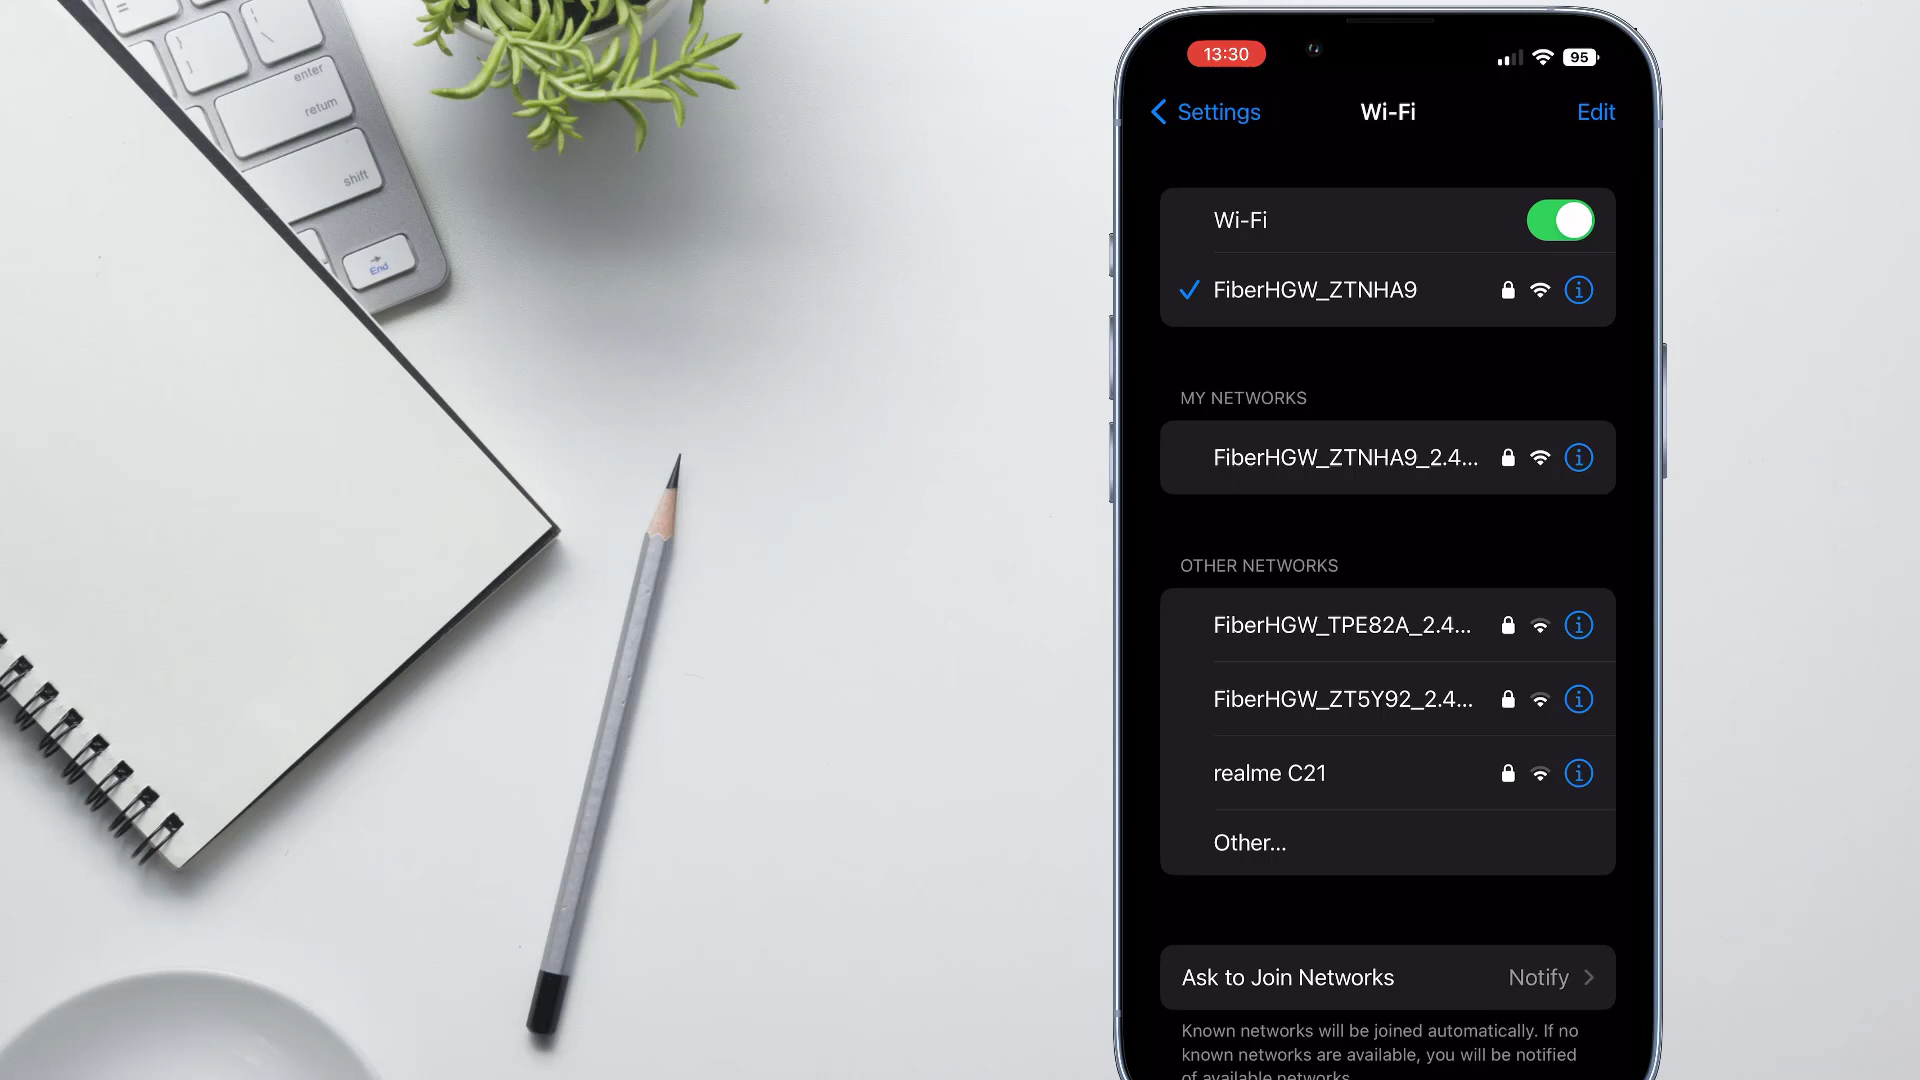 enter
return
shift
End
13:30
95
Settings
Wi-Fi
Edit
Wi-Fi
FiberHGW_ZTNHA9
MY NETWORKS
FiberHGW_ZTNHA9_2.4...
OTHER NETWORKS
FiberHGW_TPE82A_2.4...
FiberHGW_ZT5Y92_2.4...
realme C21
Other...
Ask to Join Networks
Notify
Known networks will be joined automatically. If no
known networks are available, you will be notified
of available networks.